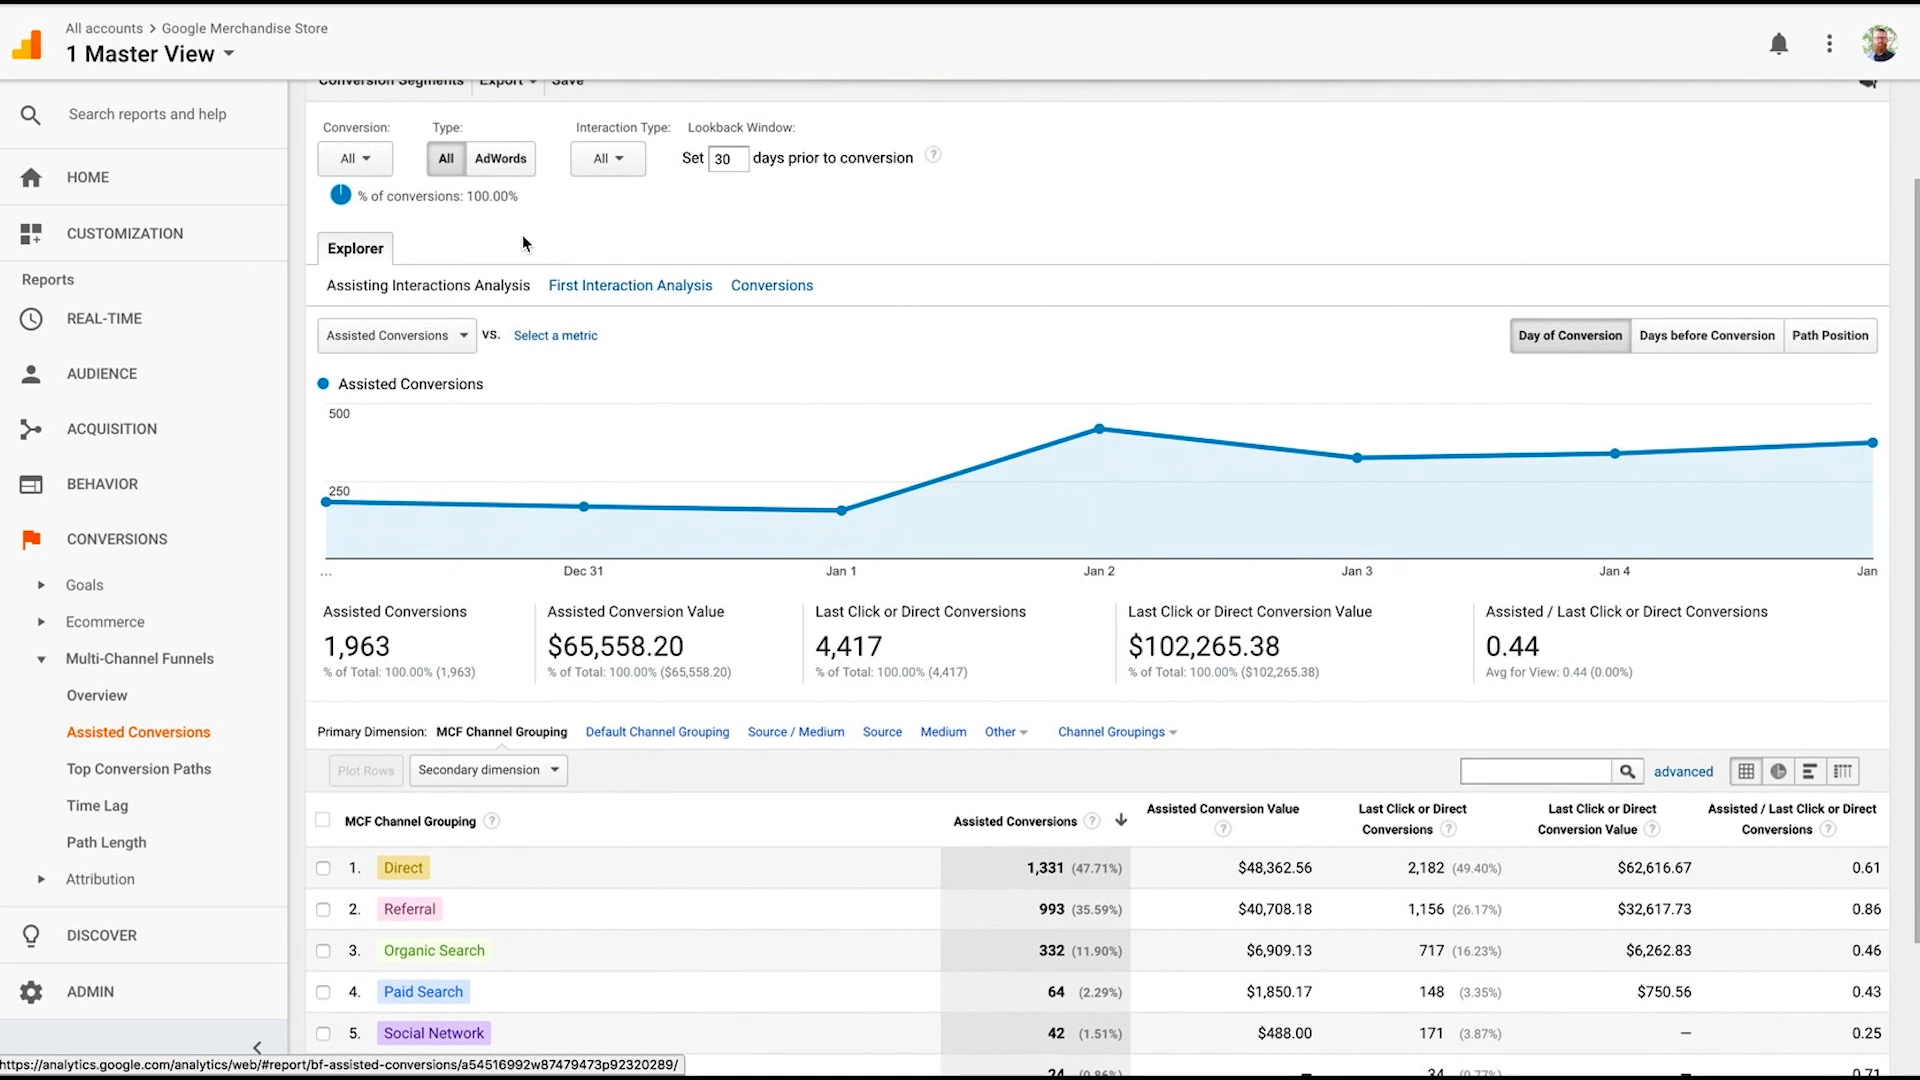 All accounts > Google Merchandise Store
1 Master View
Conversion Segments Export Save
Search reports and help
HOME
CUSTOMIZATION
Reports
REAL-TIME
AUDIENCE
ACQUISITION
BEHAVIOR
CONVERSIONS
Goals
Ecommerce
Multi-Channel Funnels
Overview
Assisted Conversions
Top Conversion Paths
Time Lag
Path Length
Attribution
DISCOVER
ADMIN
Conversion: Type: Interaction Type: Lookback Window:
All All AdWords All Set 30 days prior to conversion ?
% of conversions: 100.00%
Explorer
Assisting Interactions Analysis First Interaction Analysis Conversions
Assisted Conversions VS. Select a metric Day of Conversion Days before Conversion Path Position
Assisted Conversions
500
250
... Dec 31 Jan 1 Jan 2 Jan 3 Jan 4 Jan
Assisted Conversions Assisted Conversion Value Last Click or Direct Conversions Last Click or Direct Conversion Value Assisted / Last Click or Direct Conversions
1,963 $65,558.20 4,417 $102,265.38 0.44
% of Total: 100.00% (1,963) % of Total: 100.00% ($65,558.20) % of Total: 100.00% (4,417) % of Total: 100.00% ($102,265.38) Avg for View: 0.44 (0.00%)
Primary Dimension: MCF Channel Grouping Default Channel Grouping Source / Medium Source Medium Other Channel Groupings
Plot Rows Secondary dimension advanced
MCF Channel Grouping ? Assisted Conversions ? Assisted Conversion Value ? Last Click or Direct Conversions ? Last Click or Direct Conversion Value ? Assisted / Last Click or Direct Conversions ?
1. Direct 1,331 (47.71%) $48,362.56 2,182 (49.40%) $62,616.67 0.61
2. Referral 993 (35.59%) $40,708.18 1,156 (26.17%) $32,617.73 0.86
3. Organic Search 332 (11.90%) $6,909.13 717 (16.23%) $6,262.83 0.46
4. Paid Search 64 (2.29%) $1,850.17 148 (3.35%) $750.56 0.43
5. Social Network 42 (1.51%) $488.00 171 (3.87%) — 0.25
24 (0.86%) — 34 (0.77%) — 0.71
https://analytics.google.com/analytics/web/#report/bf-assisted-conversions/a54516992w87479473p92320289/